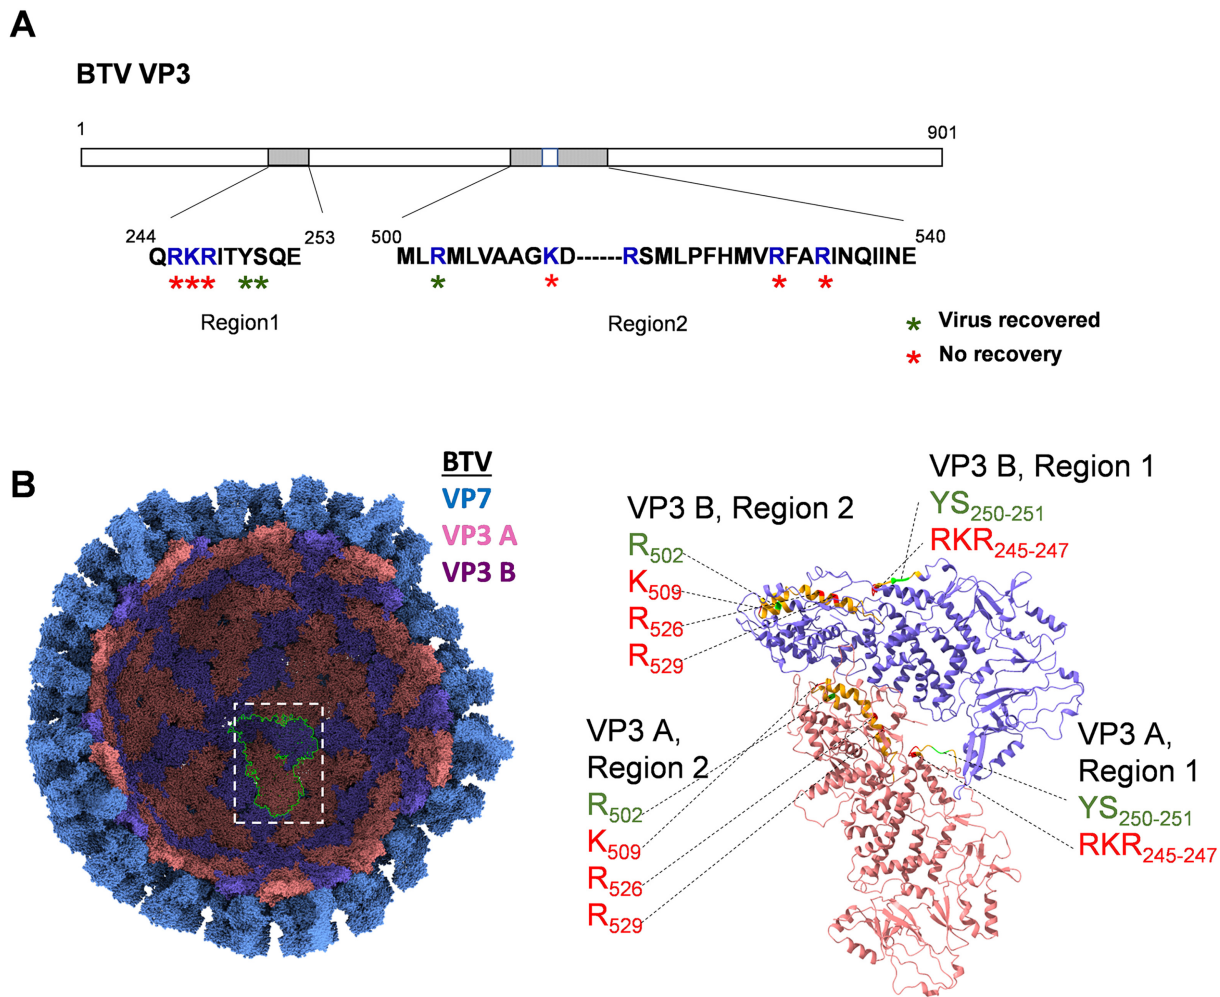 A
BTV VP3
1
901
244
253
500
540
QRKRITYSQE
MLRMLVAAGKD------RSMLPFHMVRFARINQIINE
*****
* * * *
Region1
Region2
* Virus recovered
* No recovery
B
BTV
VP7
VP3 A
VP3 B
VP3 B, Region 2
R502
K509
R526
R529
VP3 B, Region 1
YS250-251
RKR245-247
VP3 A,
Region 2
R502
K509
R526
R529
VP3 A,
Region 1
YS250-251
RKR245-247